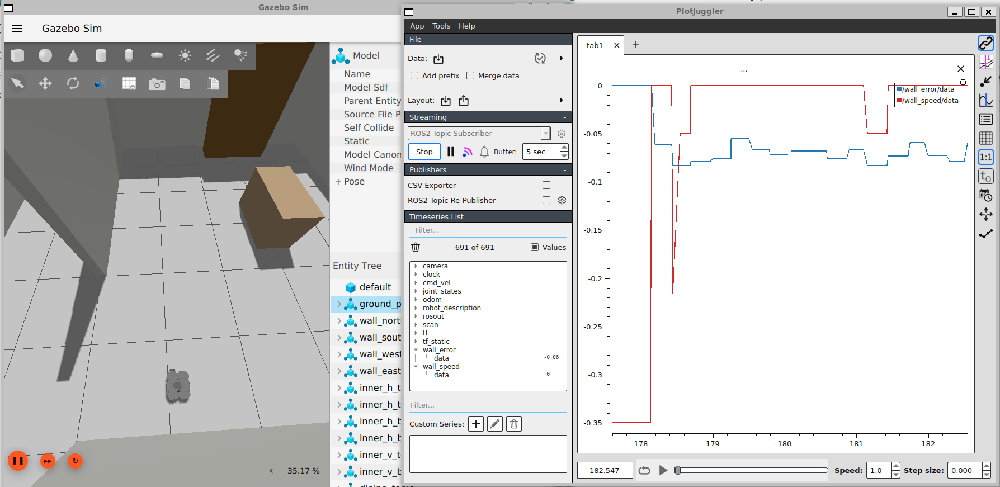 Gazebo Sim
Gazebo Sim
Model
Name
Model Sdf
Parent Entity
Source File P
Self Collide
Static
Model Canon
Wind Mode
Pose
Entity Tree
default
ground_p
wall_nort
wall_sout
wall_west
wall_east
inner_h_t
inner_h_t
inner_h_b
inner_h_b
inner_v_t
inner_v_b
35.17 %
PlotJuggler
App Tools Help
File -
Data:
Add prefix Merge data
Layout:
Streaming -
ROS2 Topic Subscriber
Stop Buffer: 5 sec
Publishers -
CSV Exporter
ROS2 Topic Re-Publisher
Timeseries List
Filter...
691 of 691 Values
camera
clock
cmd_vel
joint_states
odom
robot_description
rosout
scan
tf
tf_static
wall_error
data -0.06
wall_speed
data 0
Filter...
Custom Series:
tab1
...
/wall_error/data
/wall_speed/data
0
-0.05
-0.1
-0.15
-0.2
-0.25
-0.3
-0.35
178 179 180 181 182
1
1:1
t0
182.547 Speed: 1.0 Step size: 0.000